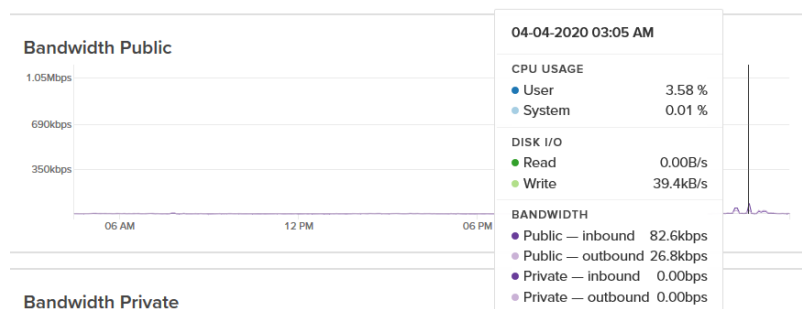 Bandwidth Public
1.05Mbps
690kbps
350kbps
06 AM 12 PM 06 PM
04-04-2020 03:05 AM
CPU USAGE
User 3.58 %
System 0.01 %
DISK I/O
Read 0.00B/s
Write 39.4kB/s
BANDWIDTH
Public — inbound 82.6kbps
Public — outbound 26.8kbps
Private — inbound 0.00bps
Private — outbound 0.00bps
Bandwidth Private